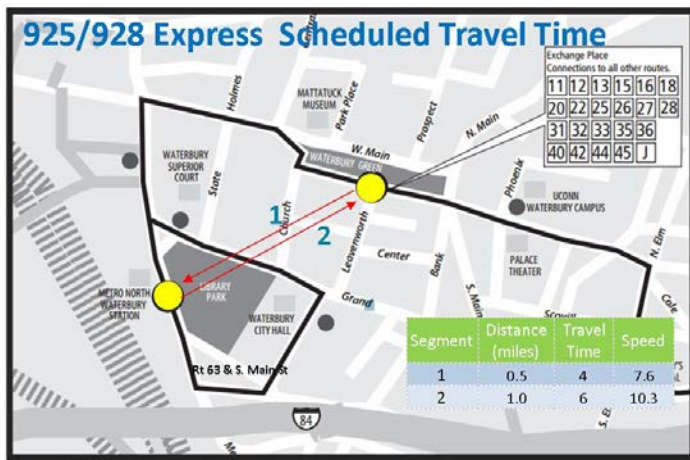 925/928 Express Scheduled Travel Time
Exchange Place
Connections to all other routes.
11 12 13 15 16 18
20 22 25 26 27 28
31 32 33 35 36
40 42 44 45 J
Holmes
MATTATUCK
MUSEUM
Park Place
Prospect
N. Main
W. Main
WATERBURY GREEN
WATERBURY
SUPERIOR
COURT
State
Church
1
2
Phoenix
UCONN
WATERBURY CAMPUS
N. Elm
Leavenworth
Center
Bank
PALACE
THEATER
METRO NORTH
WATERBURY
STATION
LIBRARY
PARK
Grand
S. Main
Cole
WATERBURY
CITY HALL
Rt 63 & S. Main St
84
Segment Distance (miles) Travel Time Speed
1 0.5 4 7.6
2 1.0 6 10.3